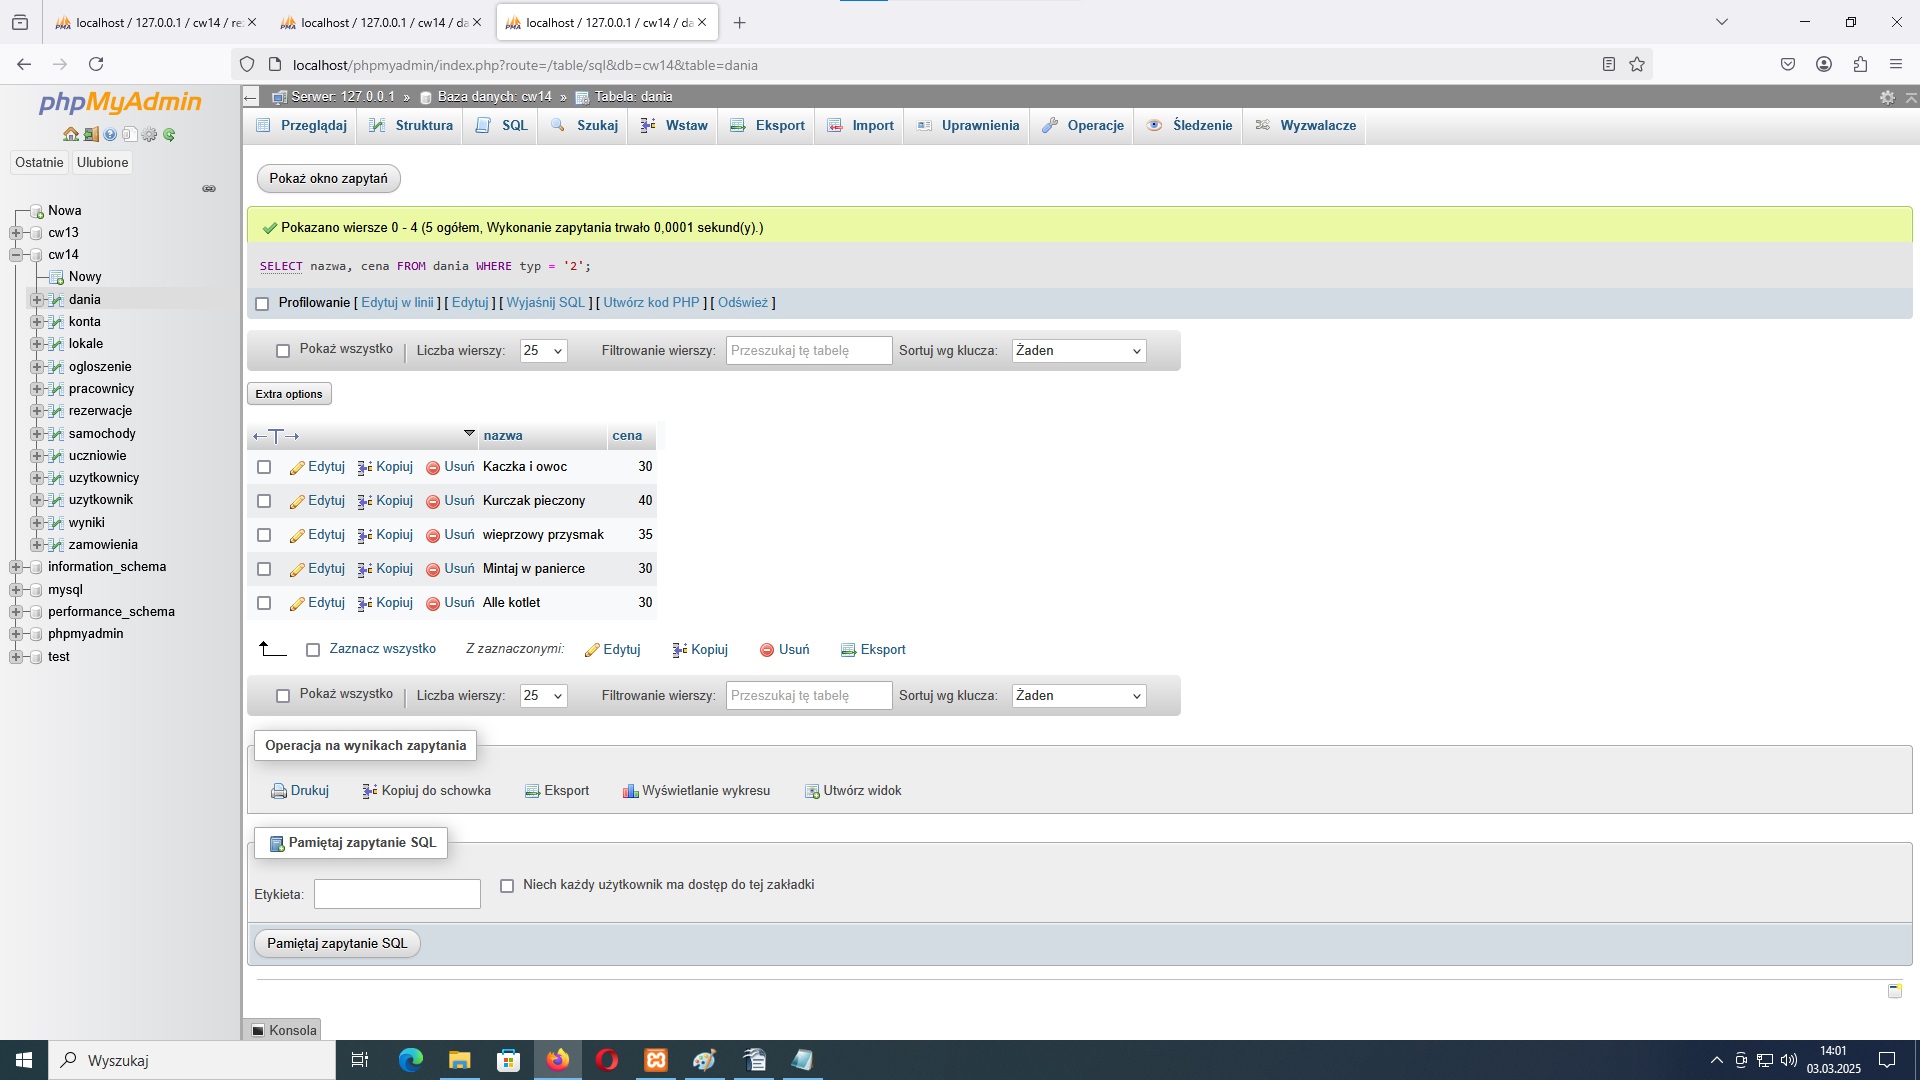 localhost / 127.0.0.1 / cw14 / re
localhost / 127.0.0.1 / cw14 / da
localhost / 127.0.0.1 / cw14 / da
localhost/phpmyadmin/index.php?route=/table/sql&db=cw14&table=dania
phpMyAdmin
Ostatnie Ulubione
Nowa
cw13
cw14
Nowy
dania
konta
lokale
ogloszenie
pracownicy
rezerwacje
samochody
uczniowie
uzytkownicy
uzytkownik
wyniki
zamowienia
information_schema
mysql
performance_schema
phpmyadmin
test
Serwer: 127.0.0.1 » Baza danych: cw14 » Tabela: dania
Przeglądaj Struktura SQL Szukaj Wstaw Eksport Import Uprawnienia Operacje Śledzenie Wyzwalacze
Pokaż okno zapytań
Pokazano wiersze 0 - 4 (5 ogółem, Wykonanie zapytania trwało 0,0001 sekund(y).)
SELECT nazwa, cena FROM dania WHERE typ = '2';
Profilowanie [ Edytuj w linii ] [ Edytuj ] [ Wyjaśnij SQL ] [ Utwórz kod PHP ] [ Odśwież ]
Pokaż wszystko | Liczba wierszy: 25 Filtrowanie wierszy: Przeszukaj tę tabelę Sortuj wg klucza: Żaden
Extra options
←T→ nazwa cena
Edytuj Kopiuj Usuń Kaczka i owoc 30
Edytuj Kopiuj Usuń Kurczak pieczony 40
Edytuj Kopiuj Usuń wieprzowy przysmak 35
Edytuj Kopiuj Usuń Mintaj w panierce 30
Edytuj Kopiuj Usuń Alle kotlet 30
Zaznacz wszystko Z zaznaczonymi: Edytuj Kopiuj Usuń Eksport
Pokaż wszystko | Liczba wierszy: 25 Filtrowanie wierszy: Przeszukaj tę tabelę Sortuj wg klucza: Żaden
Operacja na wynikach zapytania
Drukuj Kopiuj do schowka Eksport Wyświetlanie wykresu Utwórz widok
Pamiętaj zapytanie SQL
Etykieta: Niech każdy użytkownik ma dostęp do tej zakładki
Pamiętaj zapytanie SQL
Konsola
Wyszukaj
14:01
03.03.2025